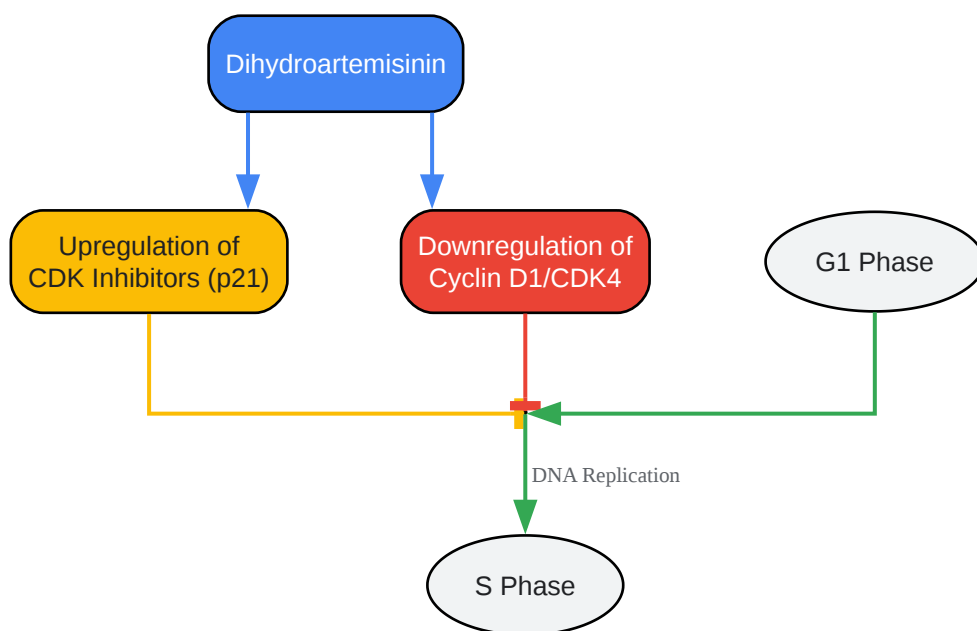 Dihydroartemisinin
Upregulation of
CDK Inhibitors (p21)
Downregulation of
Cyclin D1/CDK4
G1 Phase
DNA Replication
S Phase